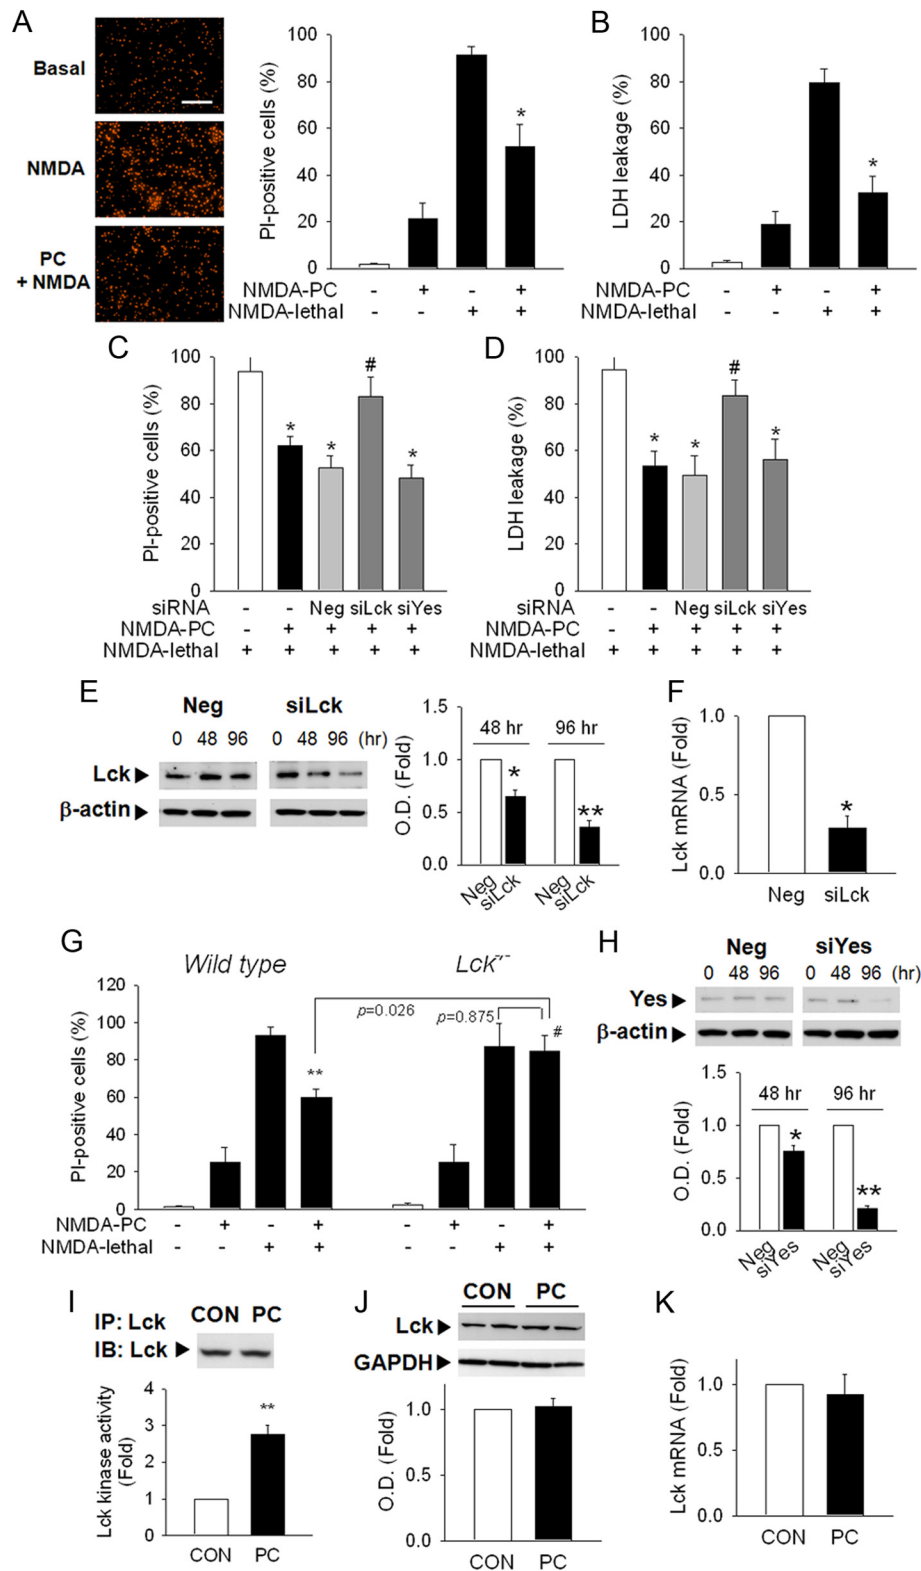 A
Basal
NMDA
PC
+ NMDA
PI-positive cells (%)
100
80
60
40
20
0
NMDA-PC - + - +
NMDA-lethal - - + +
B
LDH leakage (%)
100
80
60
40
20
0
*
NMDA-PC - + - +
NMDA-lethal - - + +
*
C
PI-positive cells (%)
100
80
60
40
20
0
* * # *
siRNA - - Neg siLck siYes
NMDA-PC - + + + +
NMDA-lethal + + + + +
D
LDH leakage (%)
100
80
60
40
20
0
* * # *
siRNA - - Neg siLck siYes
NMDA-PC - + + + +
NMDA-lethal + + + + +
E
Neg siLck
0 48 96 0 48 96 (hr)
Lck
β-actin
O.D. (Fold)
1.5
1.0
0.5
0.0
48 hr 96 hr
* **
Neg siLck Neg siLck
F
Lck mRNA (Fold)
1.0
0.5
0.0
*
Neg siLck
G
Wild type Lck-/-
PI-positive cells (%)
120
100
80
60
40
20
0
p=0.026
p=0.875
** #
NMDA-PC - + - + - + - +
NMDA-lethal - - + + - - + +
H
Neg siYes
0 48 96 0 48 96 (hr)
Yes
β-actin
O.D. (Fold)
1.5
1.0
0.5
0.0
48 hr 96 hr
* **
Neg siYes Neg siYes
I
IP: Lck CON PC
IB: Lck
Lck kinase activity
(Fold)
4
3
2
1
0
**
CON PC
J
CON PC
Lck
GAPDH
O.D. (Fold)
1.0
0.5
0.0
CON PC
K
Lck mRNA (Fold)
1.0
0.5
0.0
CON PC